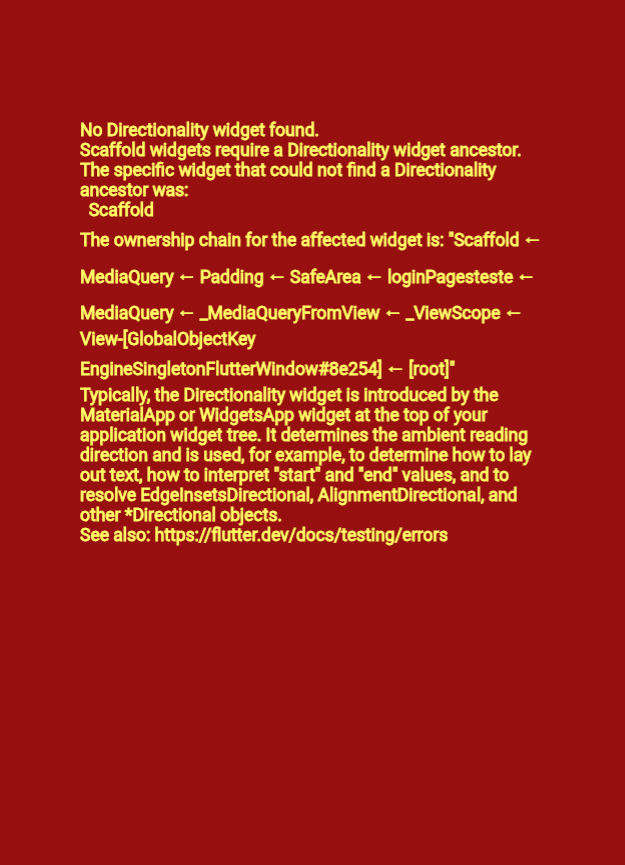 No Directionality widget found.
Scaffold widgets require a Directionality widget ancestor.
The specific widget that could not find a Directionality
ancestor was:
  Scaffold
The ownership chain for the affected widget is: "Scaffold ←
MediaQuery ← Padding ← SafeArea ← loginPagesteste ←
MediaQuery ← _MediaQueryFromView ← _ViewScope ←
View-[GlobalObjectKey
EngineSingletonFlutterWindow#8e254] ← [root]"
Typically, the Directionality widget is introduced by the
MaterialApp or WidgetsApp widget at the top of your
application widget tree. It determines the ambient reading
direction and is used, for example, to determine how to lay
out text, how to interpret "start" and "end" values, and to
resolve EdgeInsetsDirectional, AlignmentDirectional, and
other *Directional objects.
See also: https://flutter.dev/docs/testing/errors